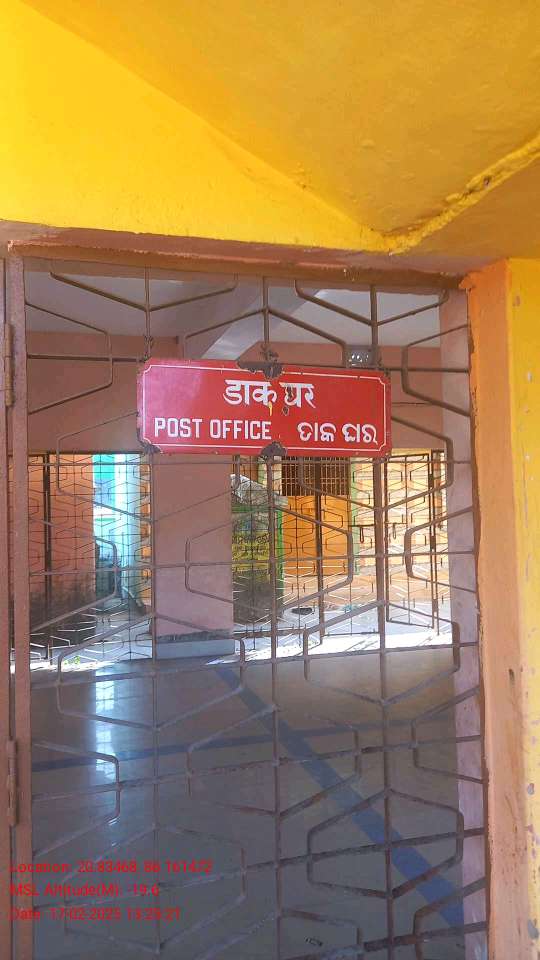 डाक घर
POST OFFICE ଡାକ ଘର
Location: 20.83468 86.161472
MSL Altitude(M): -19.6
Date: 17-02-2025 13:29:21